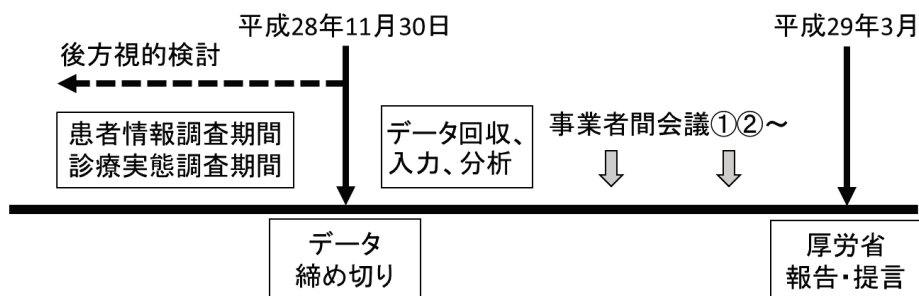 平成28年11月30日
平成29年3月
後方視的検討
患者情報調査期間
診療実態調査期間
データ回収、
入力、分析
事業者間会議①②～
データ
締め切り
厚労省
報告・提言